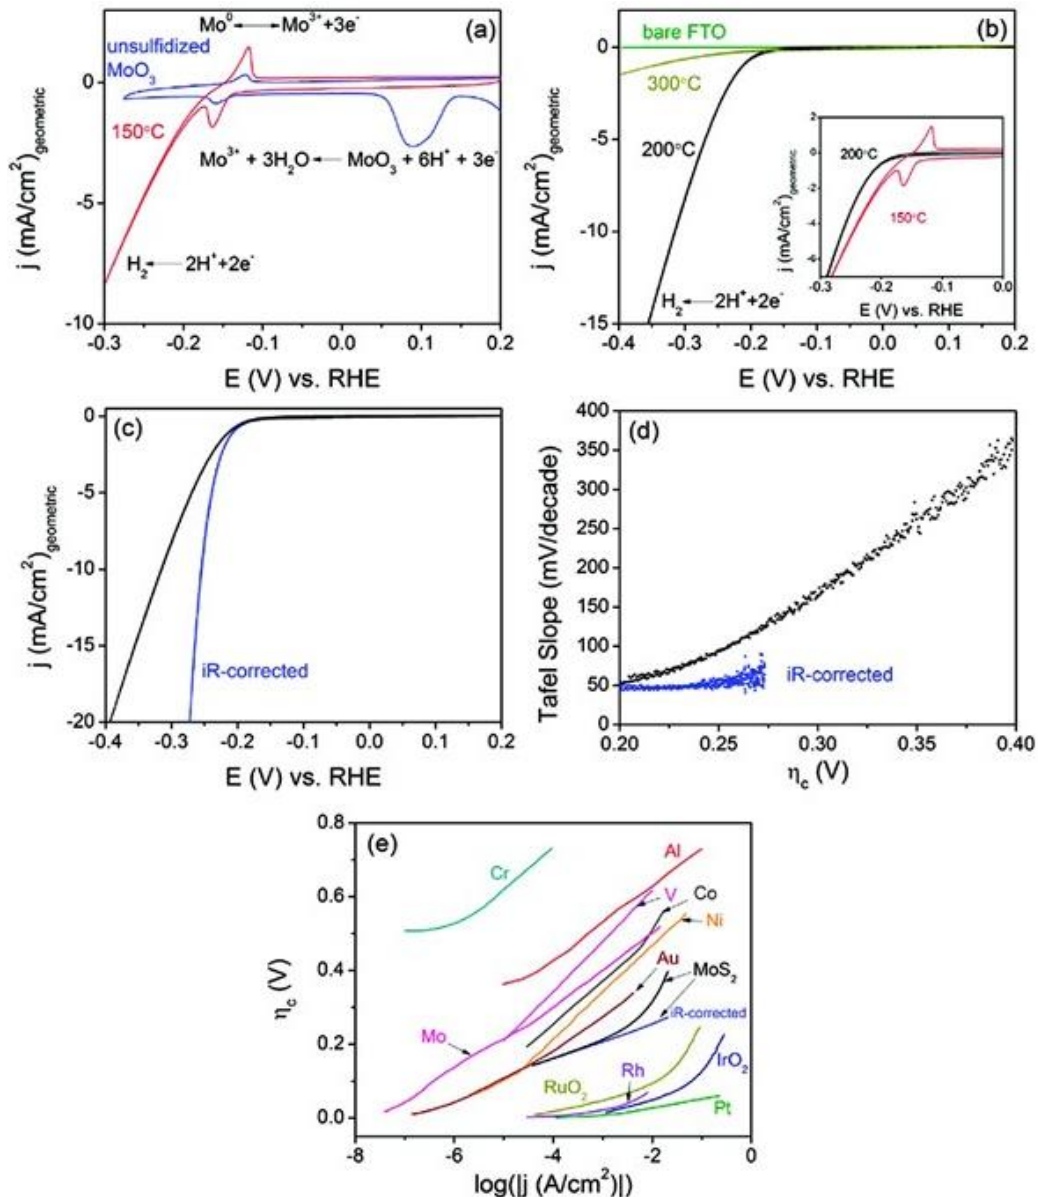 (a)
Mo⁰ ⟷ Mo³⁺+3e⁻
unsulfidized
MoO₃
150°C
Mo³⁺ + 3H₂O ← MoO₃ + 6H⁺ + 3e⁻
H₂ ← 2H⁺+2e⁻
j (mA/cm²)geometric
0
-5
-10
-0.3 -0.2 -0.1 0.0 0.1 0.2
E (V) vs. RHE
(b)
bare FTO
300°C
200°C
H₂ ← 2H⁺+2e⁻
j (mA/cm²)geometric
0
-5
-10
-15
-0.4 -0.3 -0.2 -0.1 0.0 0.1 0.2
E (V) vs. RHE
200°C
150°C
j (mA/cm²)geometric
2
0
-2
-4
-6
-0.3 -0.2 -0.1 0.0
E (V) vs. RHE
(c)
iR-corrected
j (mA/cm²)geometric
0
-5
-10
-15
-20
-0.4 -0.3 -0.2 -0.1 0.0 0.1 0.2
E (V) vs. RHE
(d)
iR-corrected
Tafel Slope (mV/decade)
400
350
300
250
200
150
100
50
0
0.20 0.25 0.30 0.35 0.40
η_c (V)
(e)
Cr
Al
V
Co
Ni
Au
MoS₂
iR-corrected
Mo
RuO₂
Rh
IrO₂
Pt
η_c (V)
0.8
0.6
0.4
0.2
0.0
-8 -6 -4 -2 0
log(|j (A/cm²)|)